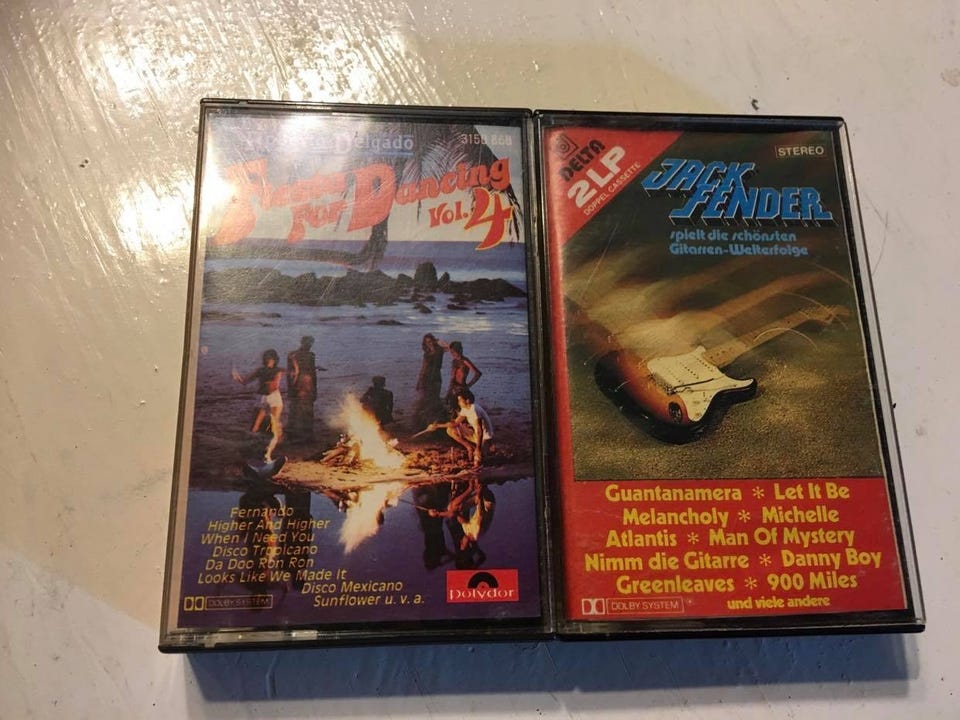 Delgado
3150 868
For Dancing
Vol. 4
Fernando
Higher And Higher
When I Need You
Disco Tropicano
Da Doo Ron Ron
Looks Like We Made It
Disco Mexicano
Sunflower u.v.a.
DOLBY SYSTEM
polydor
DELTA
2LP
DOPPEL CASSETTE
STEREO
JACK
FENDER
spielt die schönsten
Gitarren-Welterfolge
Guantanamera * Let It Be
Melancholy * Michelle
Atlantis * Man Of Mystery
Nimm die Gitarre * Danny Boy
Greenleaves * 900 Miles
und viele andere
DOLBY SYSTEM